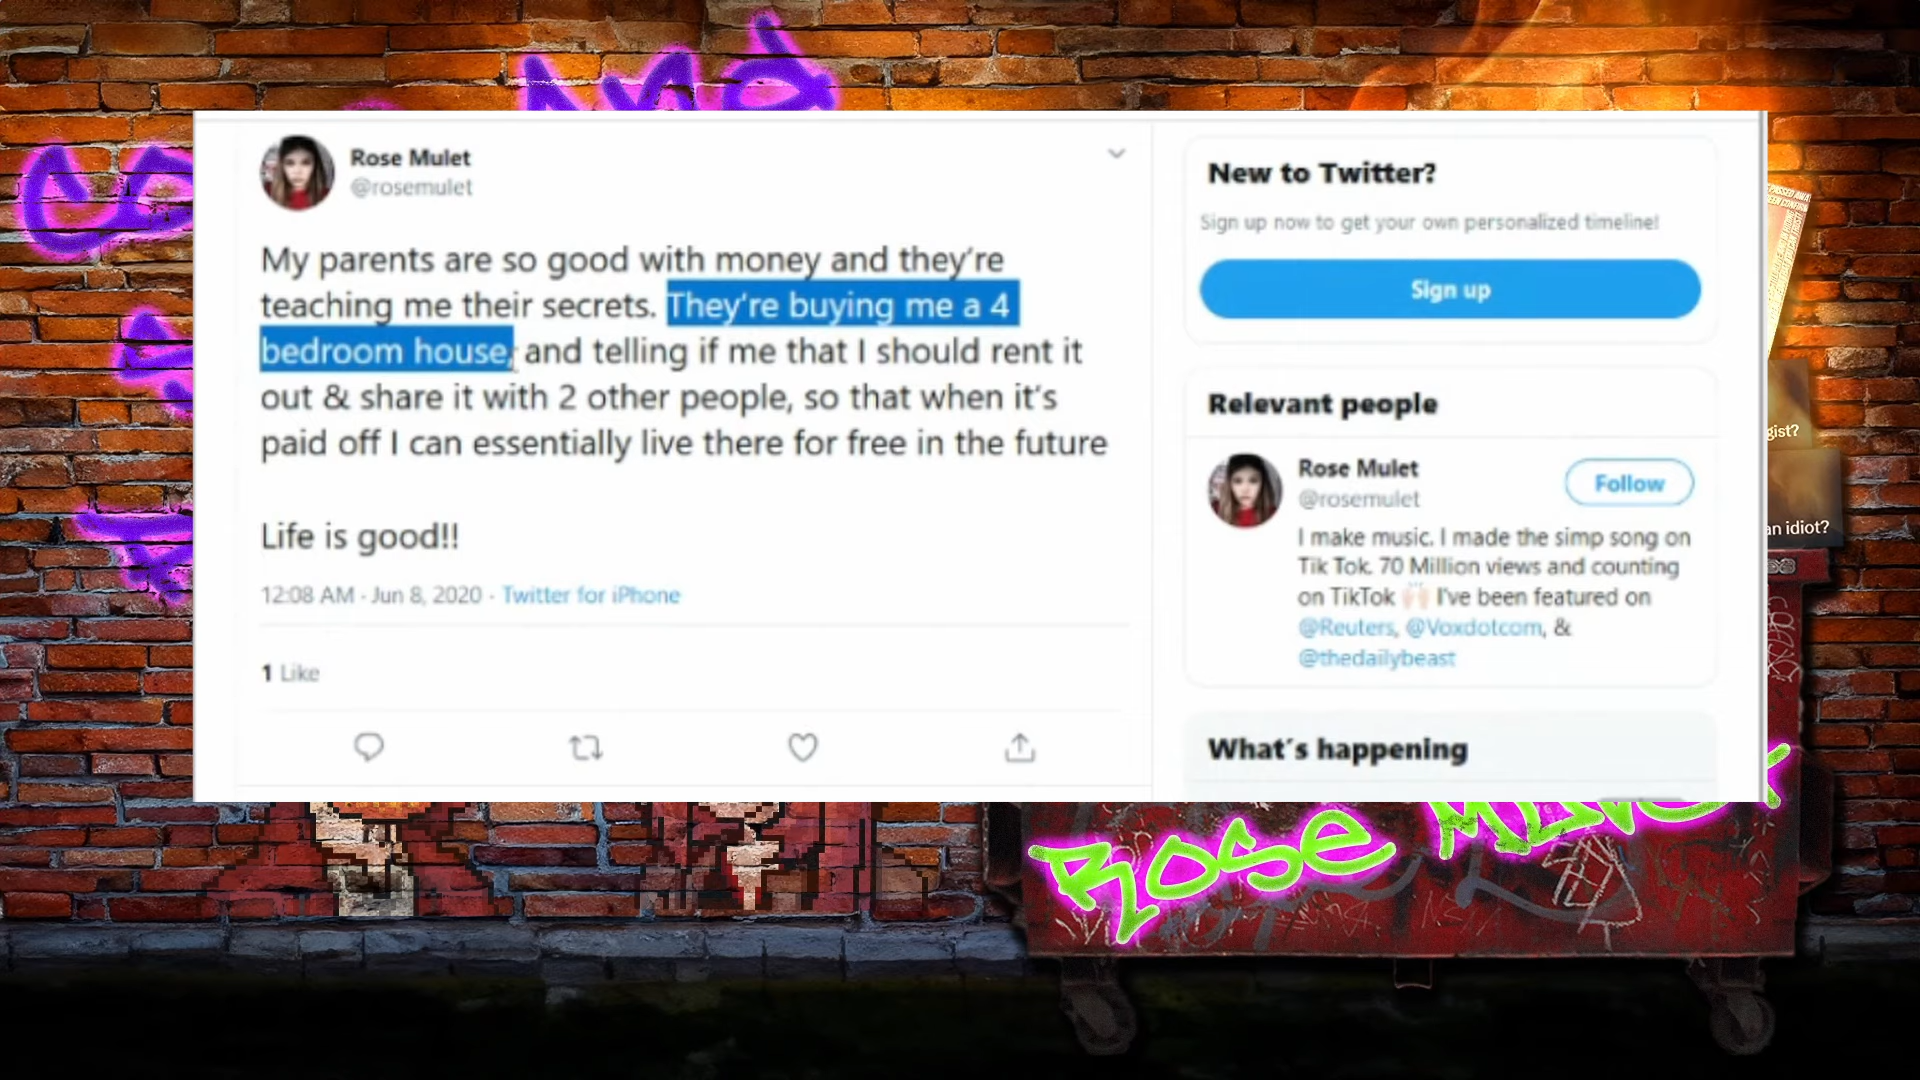 Rose Mulet
@rosemulet
My parents are so good with money and they're
teaching me their secrets. They're buying me a 4
bedroom house, and telling if me that I should rent it
out & share it with 2 other people, so that when it's
paid off I can essentially live there for free in the future
Life is good!!
12:08 AM · Jun 8, 2020 · Twitter for iPhone
1 Like
New to Twitter?
Sign up now to get your own personalized timeline!
Sign up
Relevant people
Rose Mulet
@rosemulet
Follow
I make music. I made the simp song on
Tik Tok. 70 Million views and counting
on TikTok 🙌🏻 I've been featured on
@Reuters, @Voxdotcom, &
@thedailybeast
What's happening
gist?
an idiot?
Rose Mulet